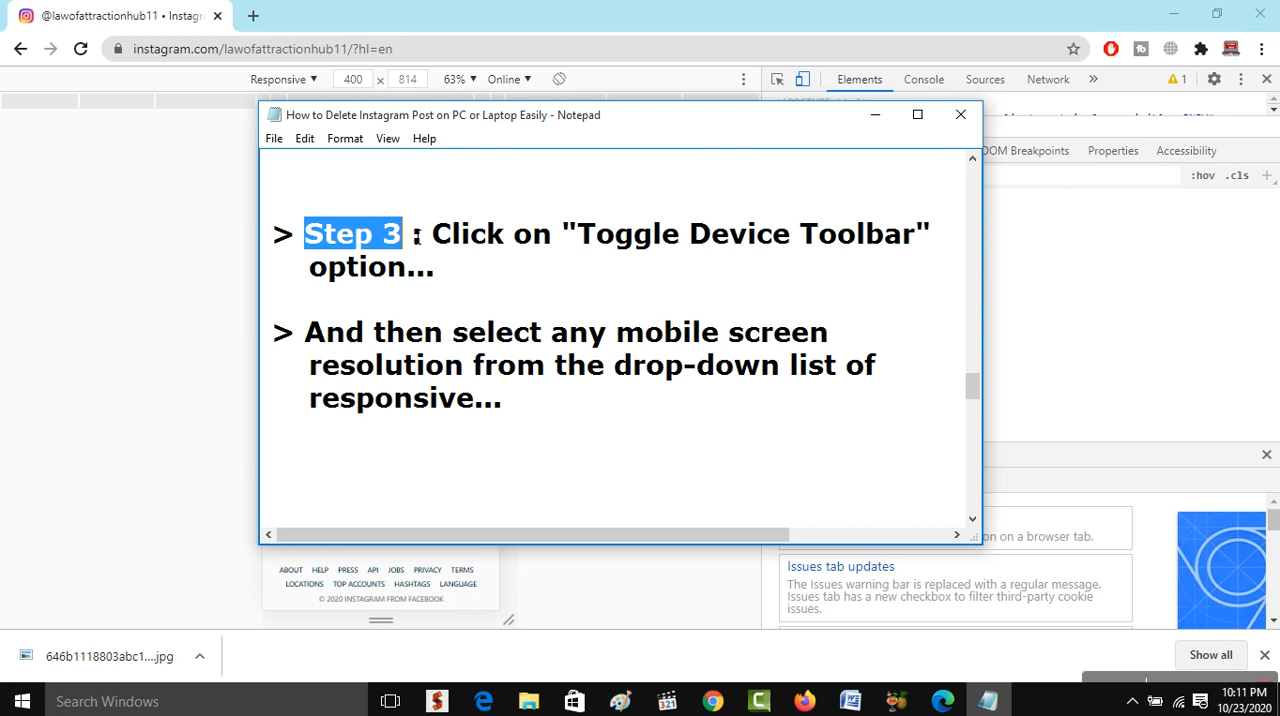 @lawofattractionhub11 • Instagr
instagram.com/lawofattractionhub11/?hl=en
Responsive 400 x 814 63% Online
Elements Console Sources Network » 1
How to Delete Instagram Post on PC or Laptop Easily - Notepad
File Edit Format View Help
DOM Breakpoints Properties Accessibility
:hov .cls +
> Step 3 : Click on "Toggle Device Toolbar"
option...
> And then select any mobile screen
resolution from the drop-down list of
responsive...
on on a browser tab.
Issues tab updates
The Issues warning bar is replaced with a regular message.
Issues tab has a new checkbox to filter third-party cookie
issues.
ABOUT HELP PRESS API JOBS PRIVACY TERMS
LOCATIONS TOP ACCOUNTS HASHTAGS LANGUAGE
© 2020 INSTAGRAM FROM FACEBOOK
646b1118803abc1....jpg
Show all
Search Windows
321
10:11 PM
10/23/2020